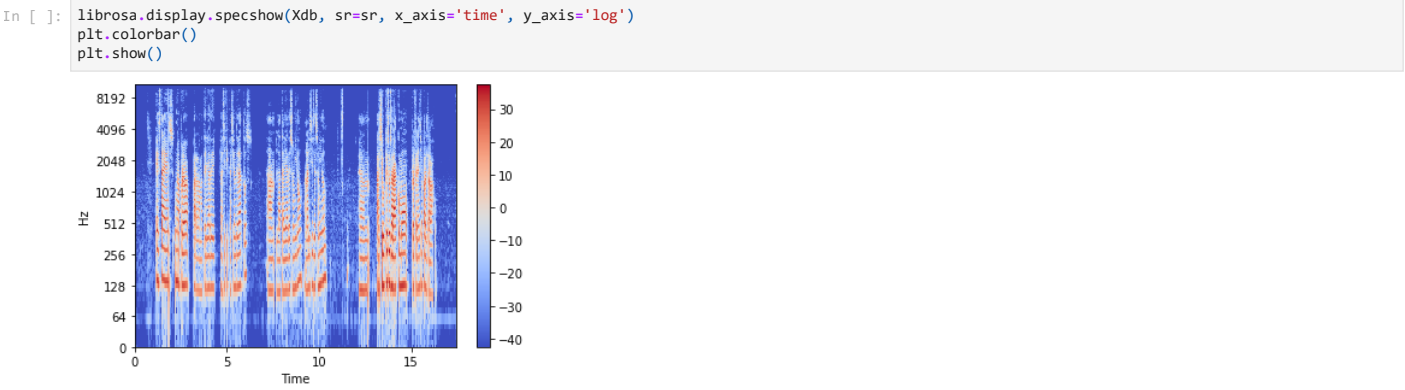 In [ ]: librosa.display.specshow(Xdb, sr=sr, x_axis='time', y_axis='log')
plt.colorbar()
plt.show()
8192
4096
2048
1024
512
256
128
64
0
Hz
0 5 10 15
Time
30
20
10
0
−10
−20
−30
−40